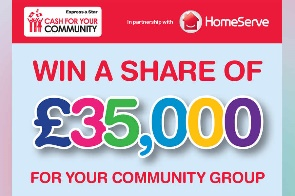 Express & Star
CASH FOR YOUR
COMMUNITY
In partnership with HomeServe
WIN A SHARE OF
£35,000
FOR YOUR COMMUNITY GROUP